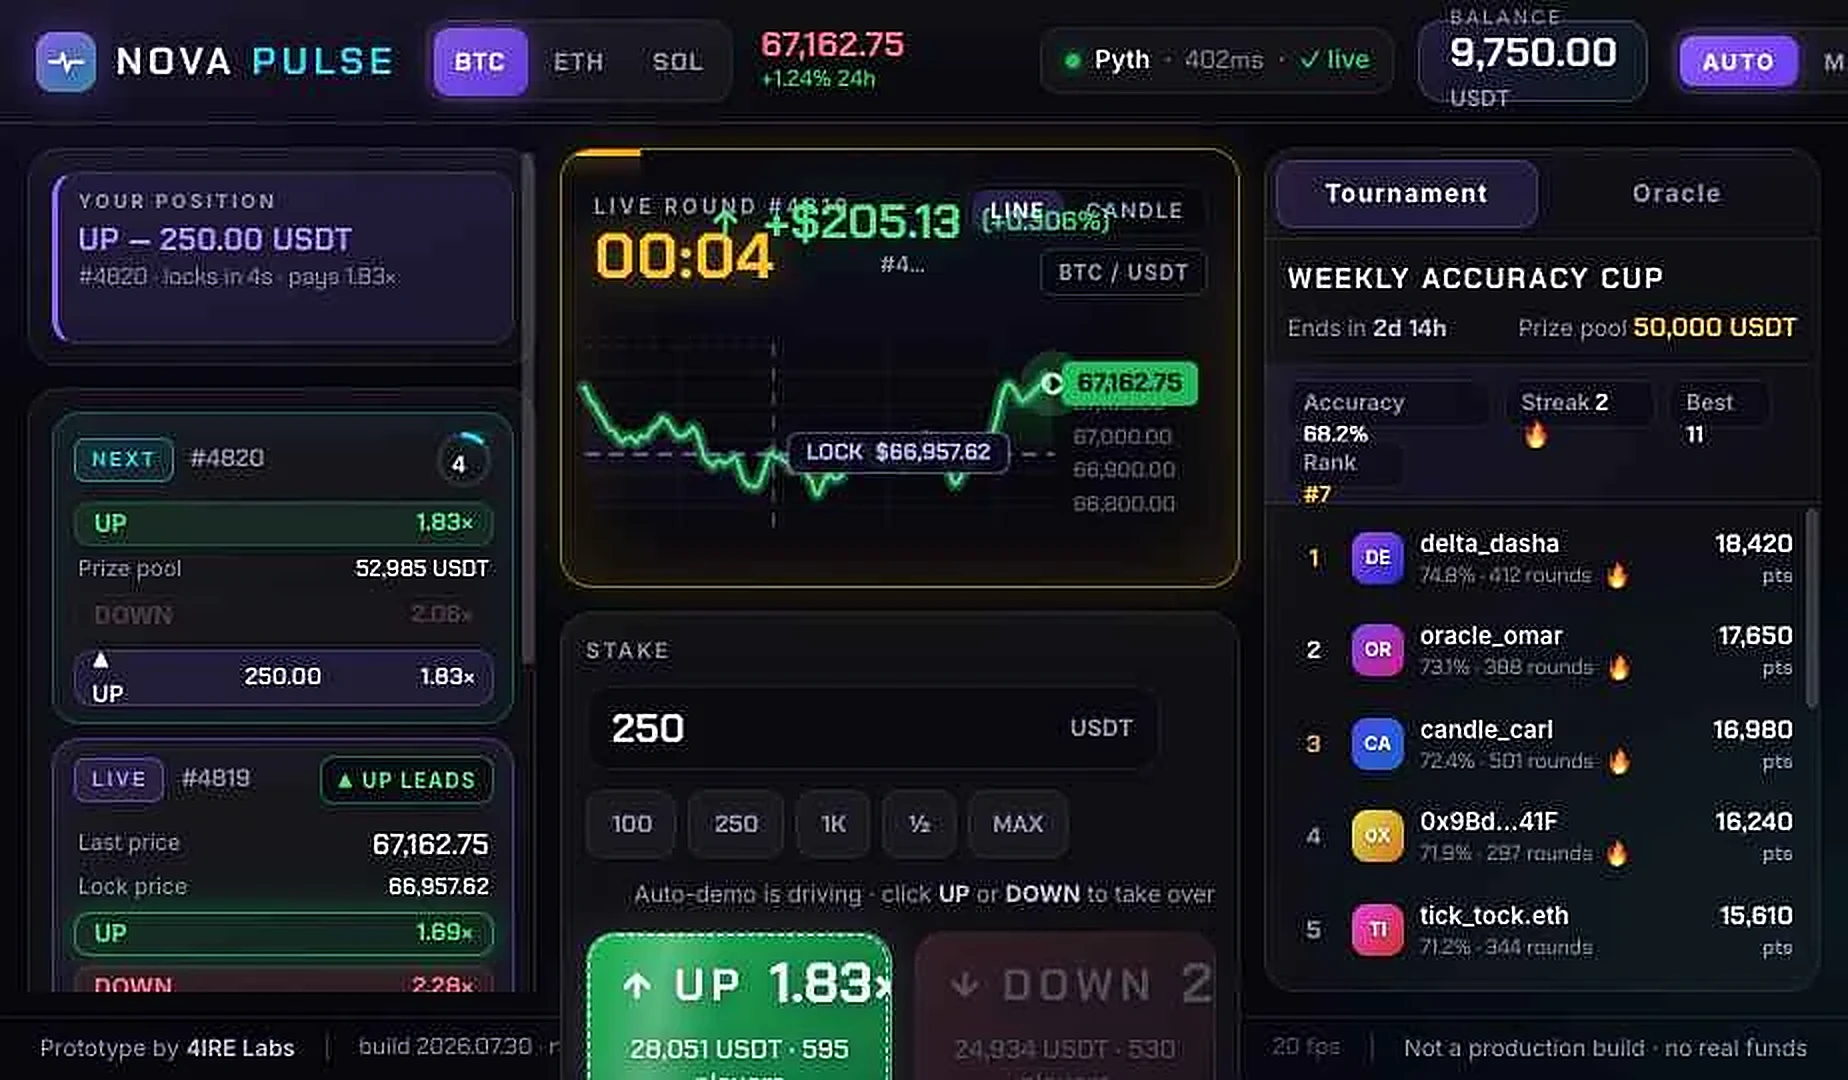 NOVA PULSE
BTC ETH SOL
67,162.75
+1.24% 24h
Pyth · 402ms · ✓ live
BALANCE
9,750.00
USDT
AUTO M
YOUR POSITION
UP — 250.00 USDT
#4820 · locks in 4s · pays 1.83×
NEXT #4820 4
UP 1.83×
Prize pool 52,985 USDT
DOWN 2.08×
▲
UP 250.00 1.83×
LIVE #4819 ▲ UP LEADS
Last price 67,162.75
Lock price 66,957.62
UP 1.69×
DOWN 2.28×
LIVE ROUND #4819
00:04
↑ +$205.13 (+0.306%)
#4...
LINE CANDLE
BTC / USDT
67,162.75
67,000.00
66,900.00
66,800.00
LOCK $66,957.62
STAKE
250 USDT
100 250 1K ½ MAX
Auto-demo is driving · click UP or DOWN to take over
↑ UP 1.83×
28,051 USDT · 595
players
↓ DOWN 2
24,934 USDT · 530
Tournament Oracle
WEEKLY ACCURACY CUP
Ends in 2d 14h Prize pool 50,000 USDT
Accuracy
68.2%
Streak 2
🔥
Best
11
Rank
#7
1 DE delta_dasha 18,420
74.8% · 412 rounds 🔥 pts
2 OR oracle_omar 17,650
73.1% · 388 rounds 🔥 pts
3 CA candle_carl 16,980
72.4% · 501 rounds 🔥 pts
4 0X 0x9Bd...41F 16,240
71.9% · 297 rounds 🔥 pts
5 TI tick_tock.eth 15,610
71.2% · 344 rounds pts
Prototype by 4IRE Labs | build 2026.07.30 ·
20 fps | Not a production build · no real funds